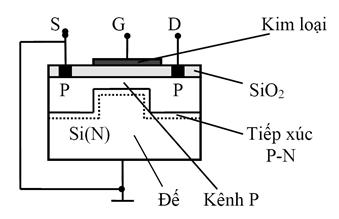 S G D Kim loại
P P SiO₂
Si(N) Tiếp xúc
P-N
Đế Kênh P